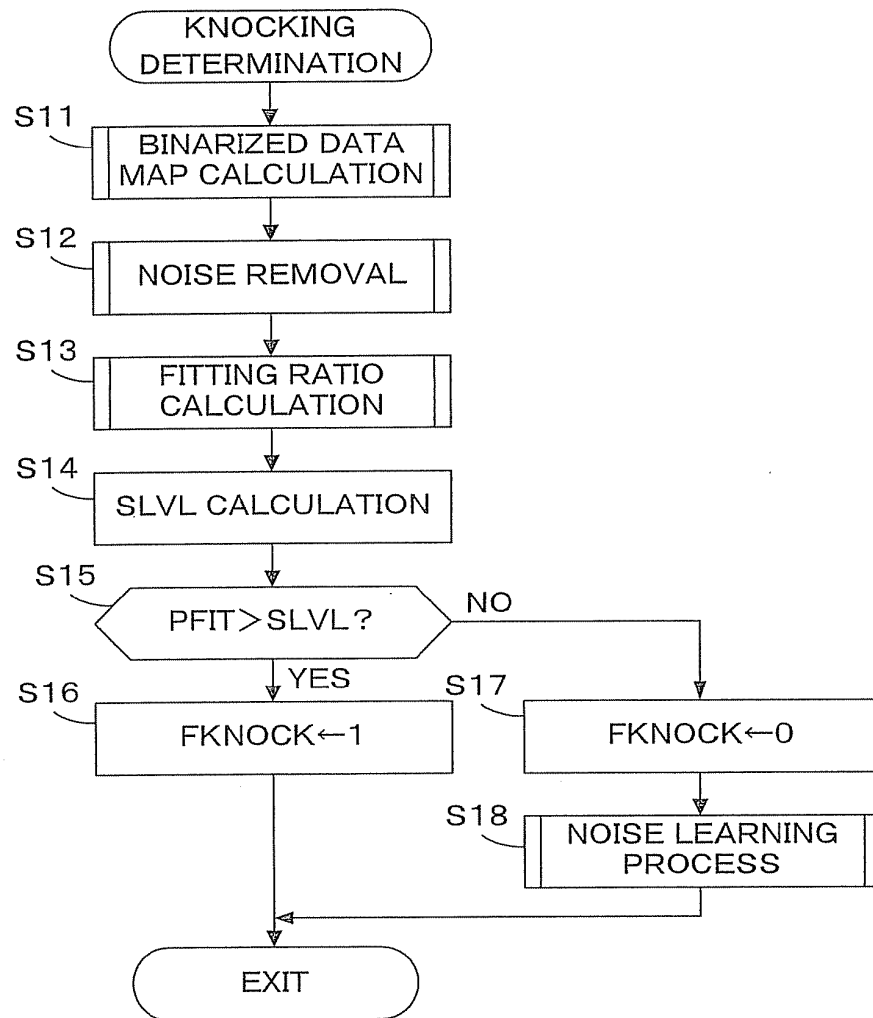 KNOCKING
DETERMINATION
S11
BINARIZED DATA
MAP CALCULATION
S12
NOISE REMOVAL
S13
FITTING RATIO
CALCULATION
S14
SLVL CALCULATION
S15
PFIT>SLVL?
NO
YES
S16
FKNOCK←1
S17
FKNOCK←0
S18
NOISE LEARNING
PROCESS
EXIT